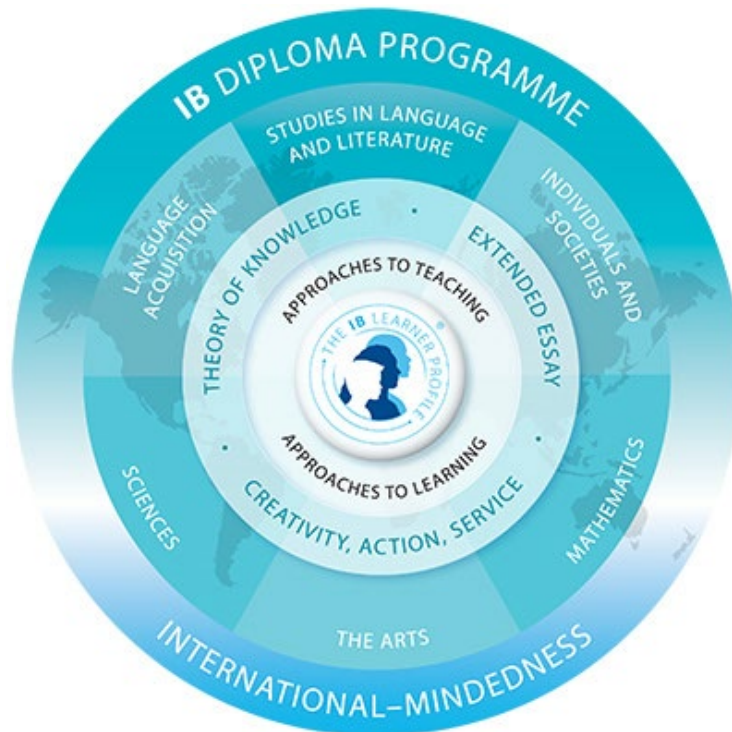 IB DIPLOMA PROGRAMME
STUDIES IN LANGUAGE
AND LITERATURE
LANGUAGE
ACQUISITION
INDIVIDUALS AND
SOCIETIES
THEORY OF KNOWLEDGE
EXTENDED ESSAY
APPROACHES TO TEACHING
THE IB LEARNER PROFILE
®
APPROACHES TO LEARNING
CREATIVITY, ACTION, SERVICE
SCIENCES
MATHEMATICS
THE ARTS
INTERNATIONAL–MINDEDNESS